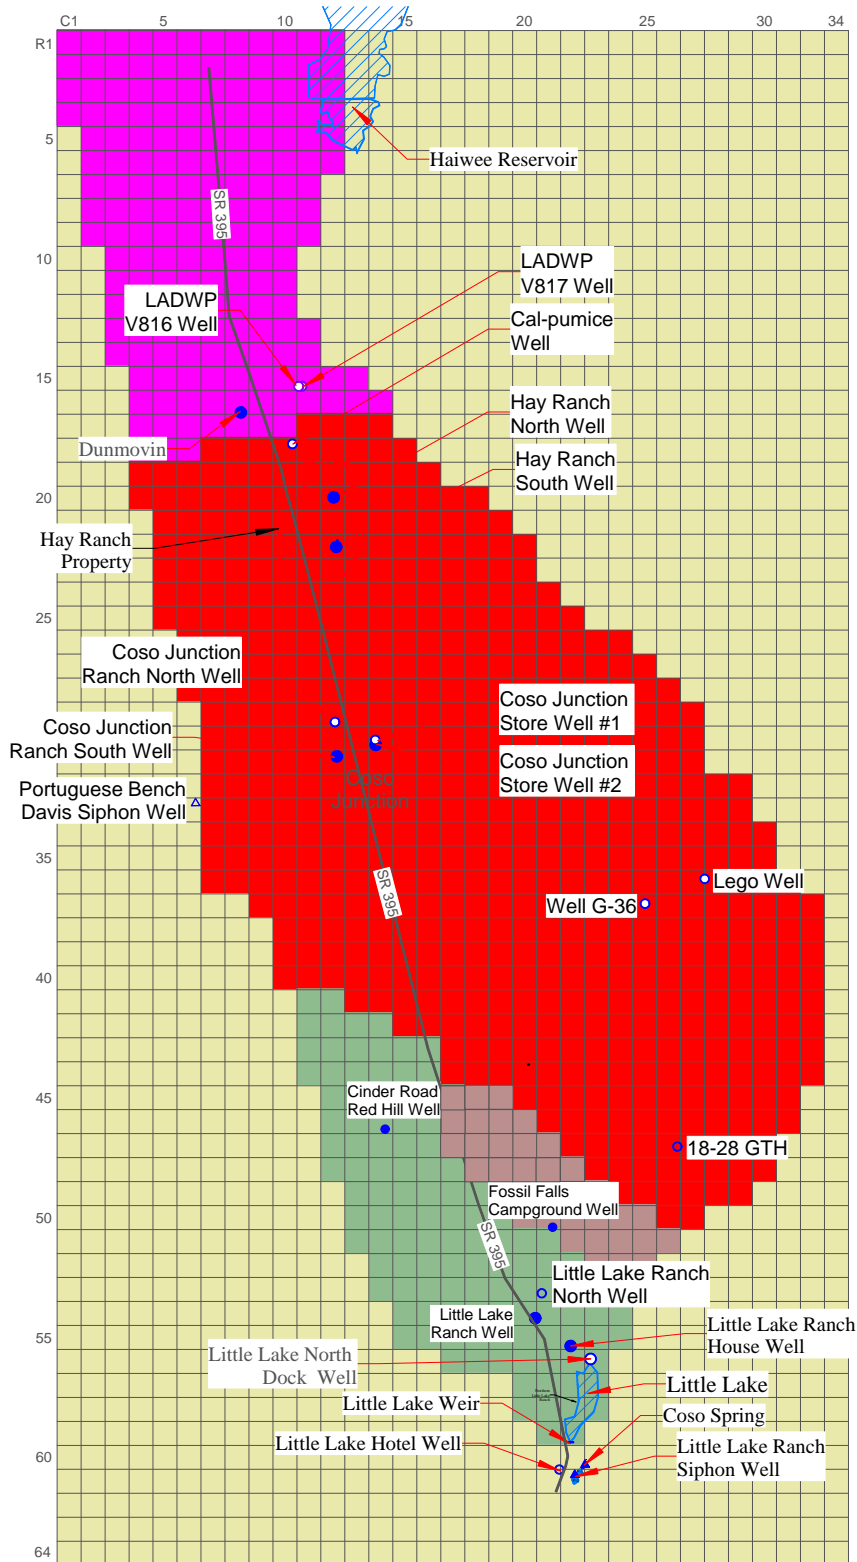 C1 5 10 15 20 25 30 34
R1
5
Haiwee Reservoir
SR 395
10
LADWP
V817 Well
LADWP
V816 Well
Cal-pumice
Well
15
Hay Ranch
North Well
Dunmovin
Hay Ranch
South Well
20
Hay Ranch
Property
25
Coso Junction
Ranch North Well
Coso Junction
Store Well #1
Coso Junction
Ranch South Well
Coso Junction
Store Well #2
Coso
Junction
Portuguese Bench
Davis Siphon Well
35
Lego Well
SR 395
Well G-36
40
45
Cinder Road
Red Hill Well
18-28 GTH
Fossil Falls
Campground Well
50
SR 395
Little Lake Ranch
North Well
Little Lake
Ranch Well
Little Lake Ranch
House Well
55
Little Lake North
Dock Well
Little Lake
Little Lake Weir
Coso Spring
Little Lake Hotel Well
Little Lake Ranch
Siphon Well
60
64